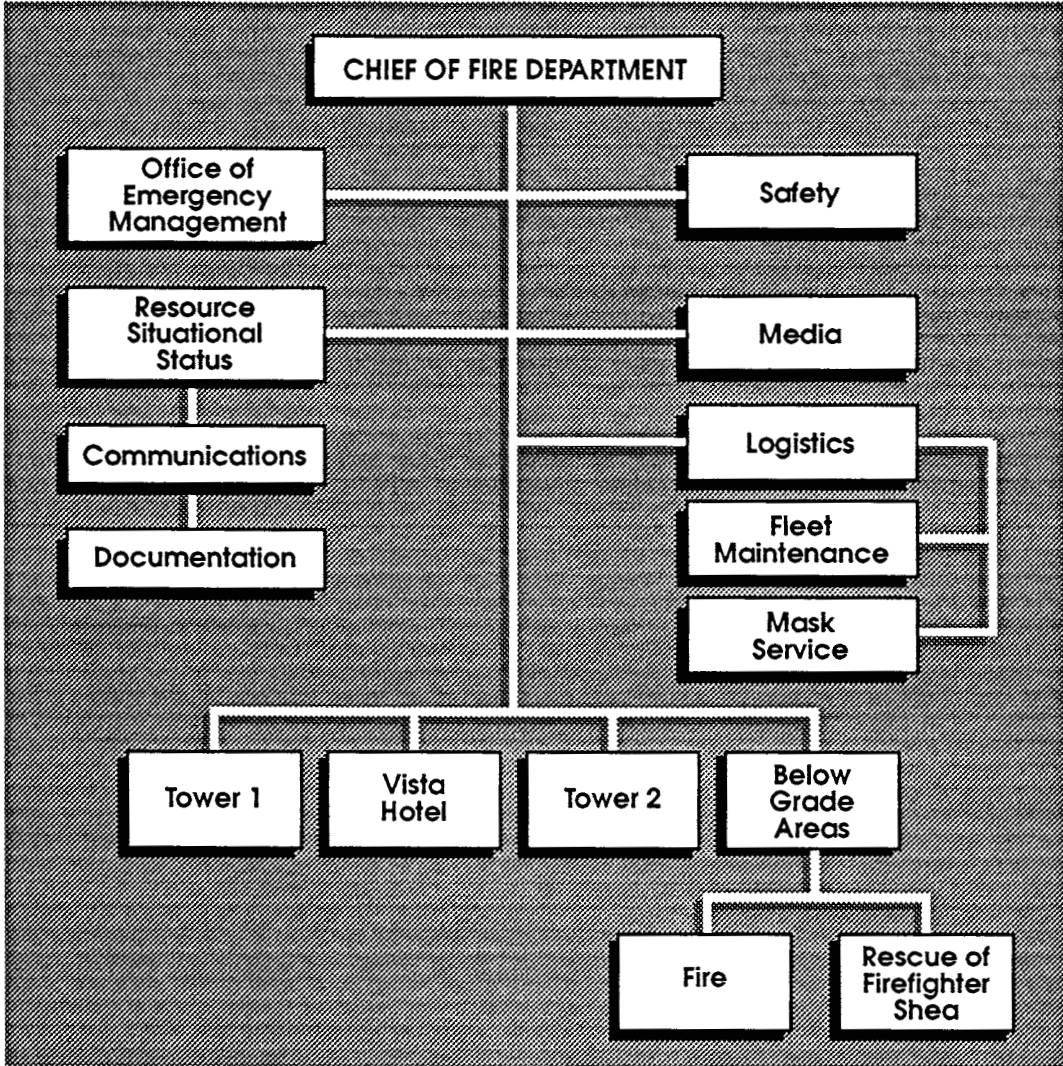 CHIEF OF FIRE DEPARTMENT
Office of
Emergency
Management
Safety
Resource
Situational
Status
Media
Communications
Logistics
Documentation
Fleet
Maintenance
Mask
Service
Tower 1
Vista
Hotel
Tower 2
Below
Grade
Areas
Fire
Rescue of
Firefighter
Shea